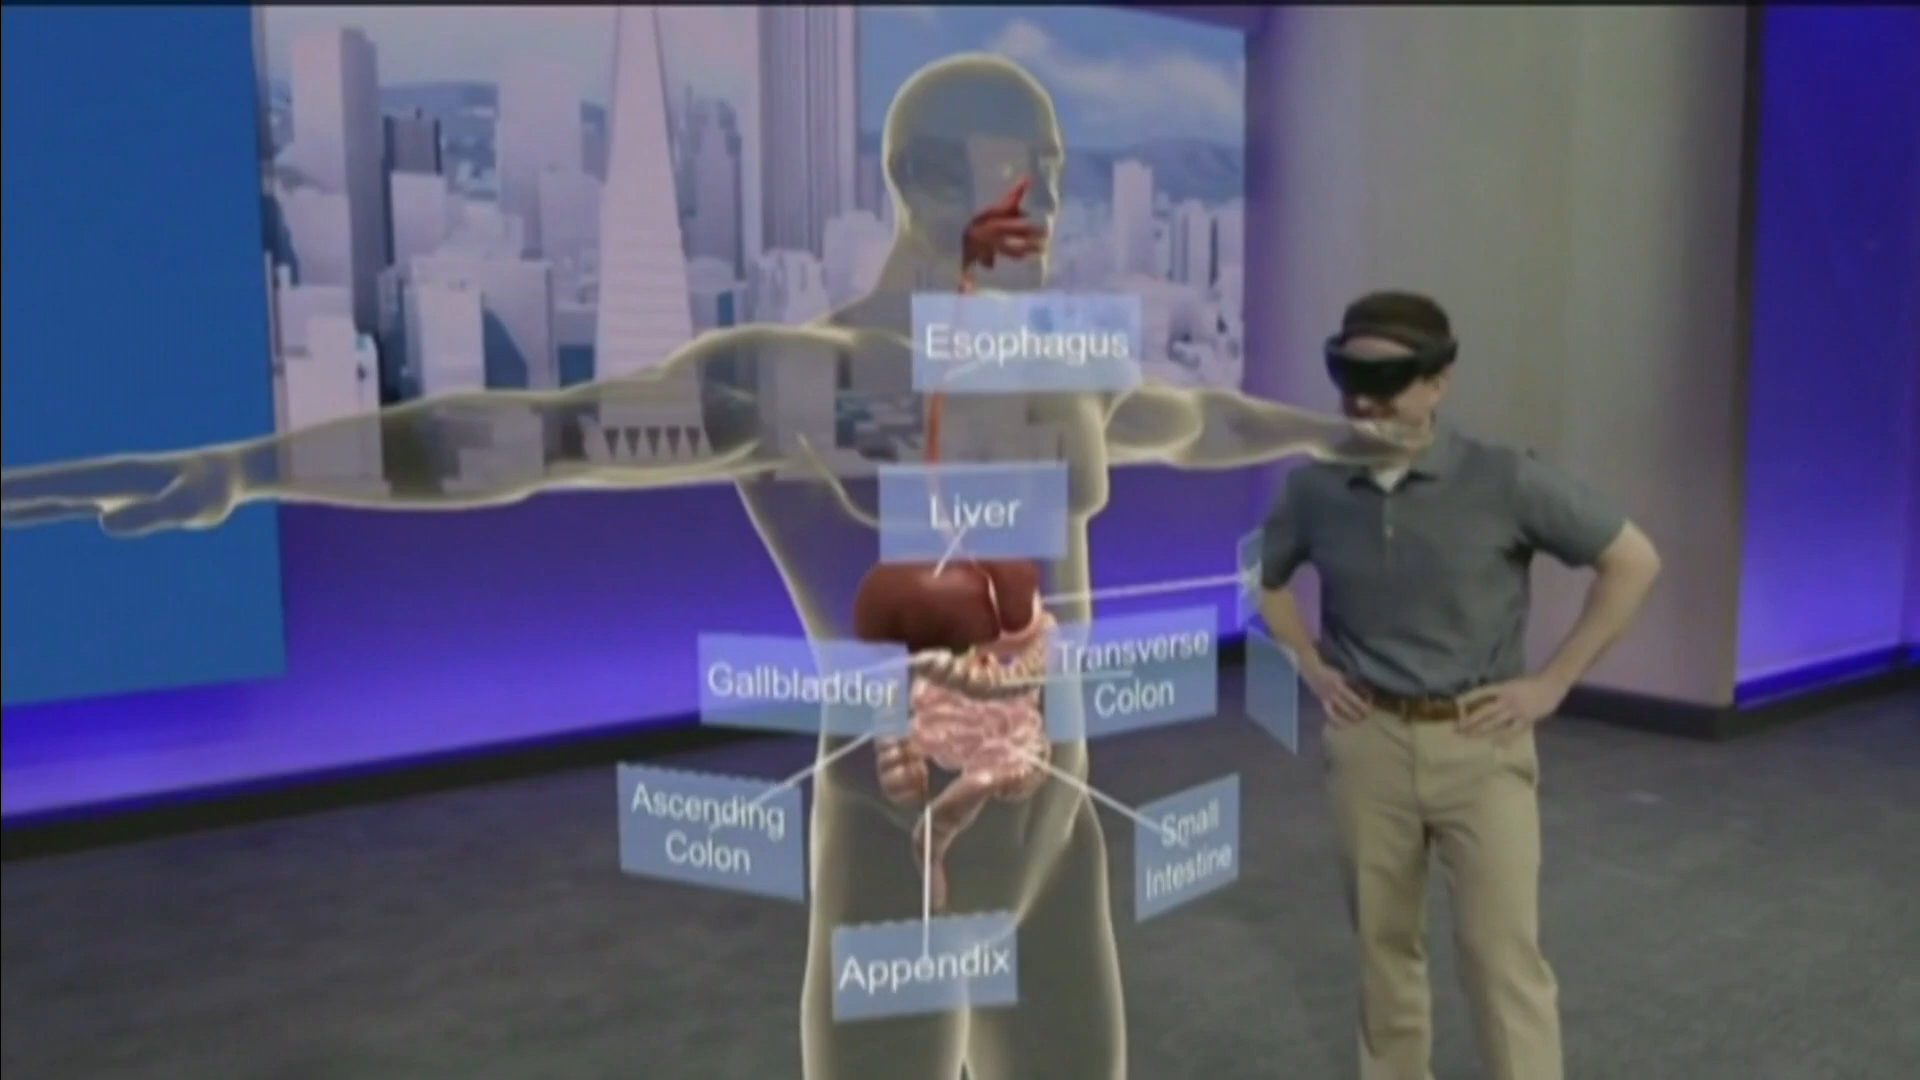 Esophagus
Liver
Gallbladder
Transverse
Colon
Ascending
Colon
Small
Intestine
Appendix